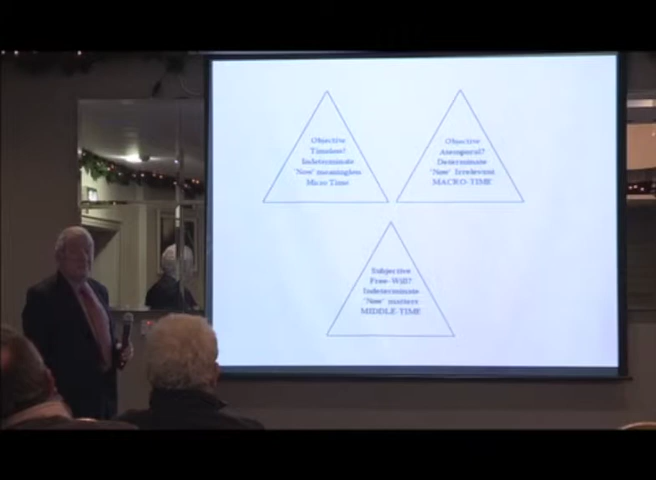 Objective
Timeless?
Indeterminate
'Now' meaningless
Micro Time
Objective
Atemporal?
Determinate
'Now' Irrelevant
MACRO-TIME
Subjective
Free-Will?
Indeterminate
'Now' matters
MIDDLE-TIME